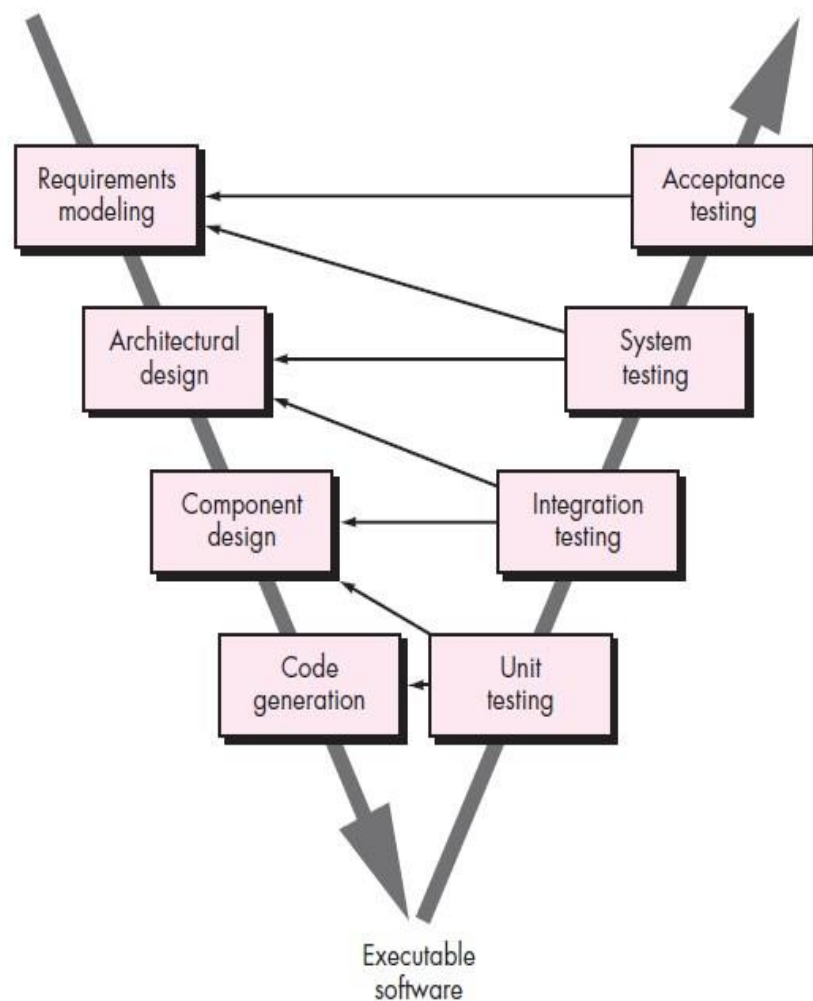 Requirements
modeling
Acceptance
testing
Architectural
design
System
testing
Component
design
Integration
testing
Code
generation
Unit
testing
Executable
software